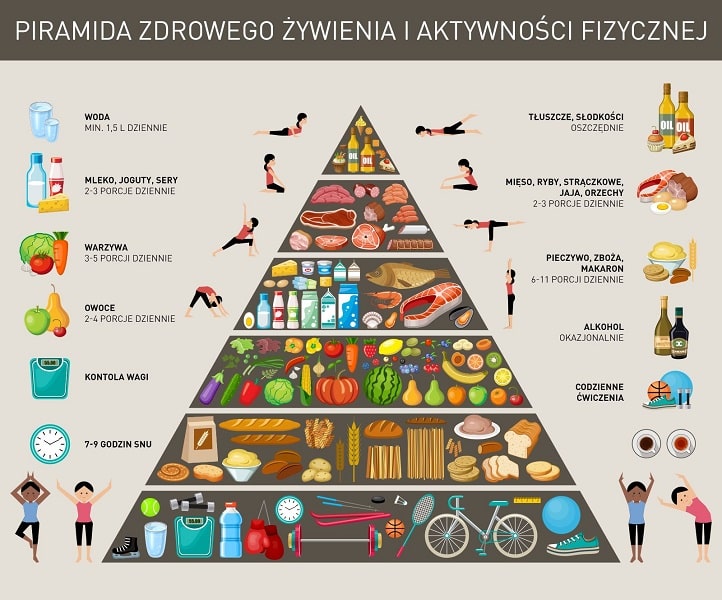 PIRAMIDA ZDROWEGO ŻYWIENIA I AKTYWNOŚCI FIZYCZNEJ
WODA
MIN. 1,5 L DZIENNIE
MLEKO, JOGUTY, SERY
2-3 PORCJE DZIENNIE
WARZYWA
3-5 PORCJI DZIENNIE
OWOCE
2-4 PORCJE DZIENNIE
KONTOLA WAGI
7-9 GODZIN SNU
TŁUSZCZE, SŁODKOŚCI
OSZCZĘDNIE
MIĘSO, RYBY, STRĄCZKOWE,
JAJA, ORZECHY
2-3 PORCJE DZIENNIE
PIECZYWO, ZBOŻA,
MAKARON
6-11 PORCJI DZIENNIE
ALKOHOL
OKAZJONALNIE
CODZIENNE
ĆWICZENIA
OIL
OIL
OIL
OIL